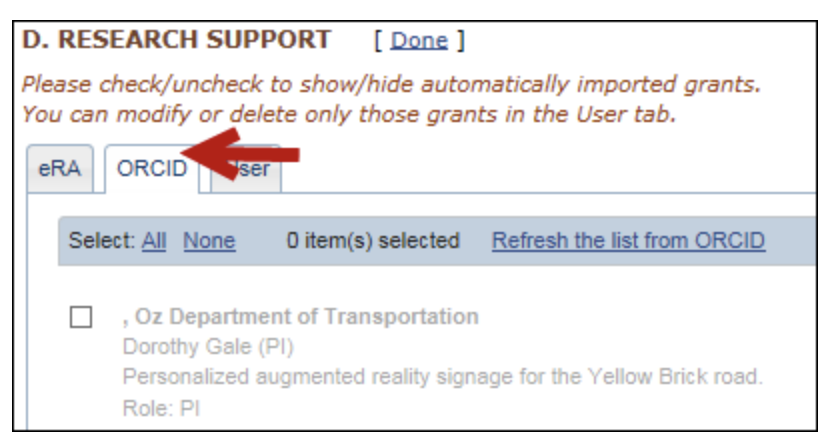 D. RESEARCH SUPPORT [ Done ]
Please check/uncheck to show/hide automatically imported grants.
You can modify or delete only those grants in the User tab.
eRA ORCID User
Select: All None 0 item(s) selected Refresh the list from ORCID
, Oz Department of Transportation
Dorothy Gale (PI)
Personalized augmented reality signage for the Yellow Brick road.
Role: PI